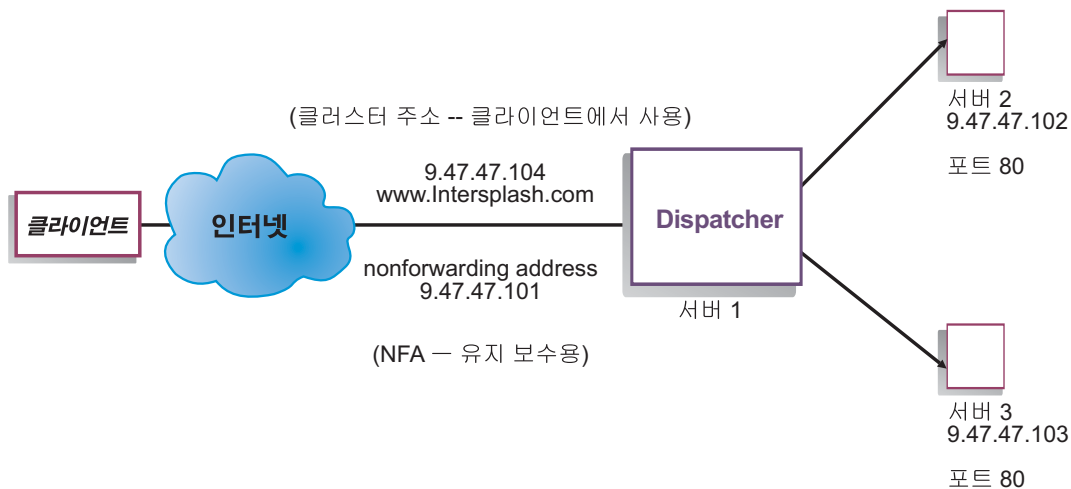 (클러스터 주소 -- 클라이언트에서 사용)
9.47.47.104
www.Intersplash.com
클라이언트
인터넷
nonforwarding address
9.47.47.101
(NFA — 유지 보수용)
Dispatcher
서버 1
서버 2
9.47.47.102
포트 80
서버 3
9.47.47.103
포트 80